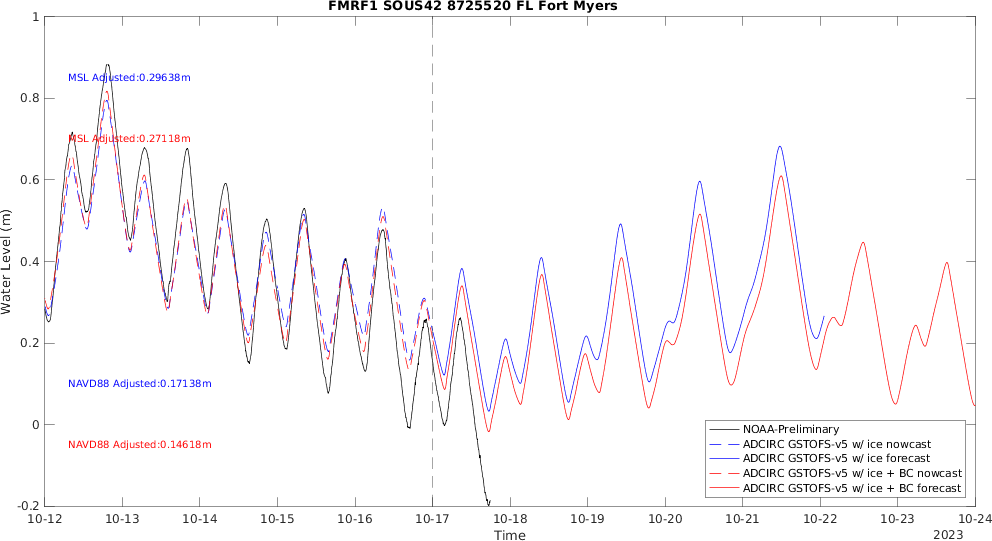 FMRF1 SOUS42 8725520 FL Fort Myers
1
0.8
0.6
0.4
0.2
0
-0.2
Water Level (m)
MSL Adjusted:0.29638m
MSL Adjusted:0.27118m
NAVD88 Adjusted:0.17138m
NAVD88 Adjusted:0.14618m
NOAA-Preliminary
ADCIRC GSTOFS-v5 w/ ice nowcast
ADCIRC GSTOFS-v5 w/ ice forecast
ADCIRC GSTOFS-v5 w/ ice + BC nowcast
ADCIRC GSTOFS-v5 w/ ice + BC forecast
10-12 10-13 10-14 10-15 10-16 10-17 10-18 10-19 10-20 10-21 10-22 10-23 10-24
Time
2023